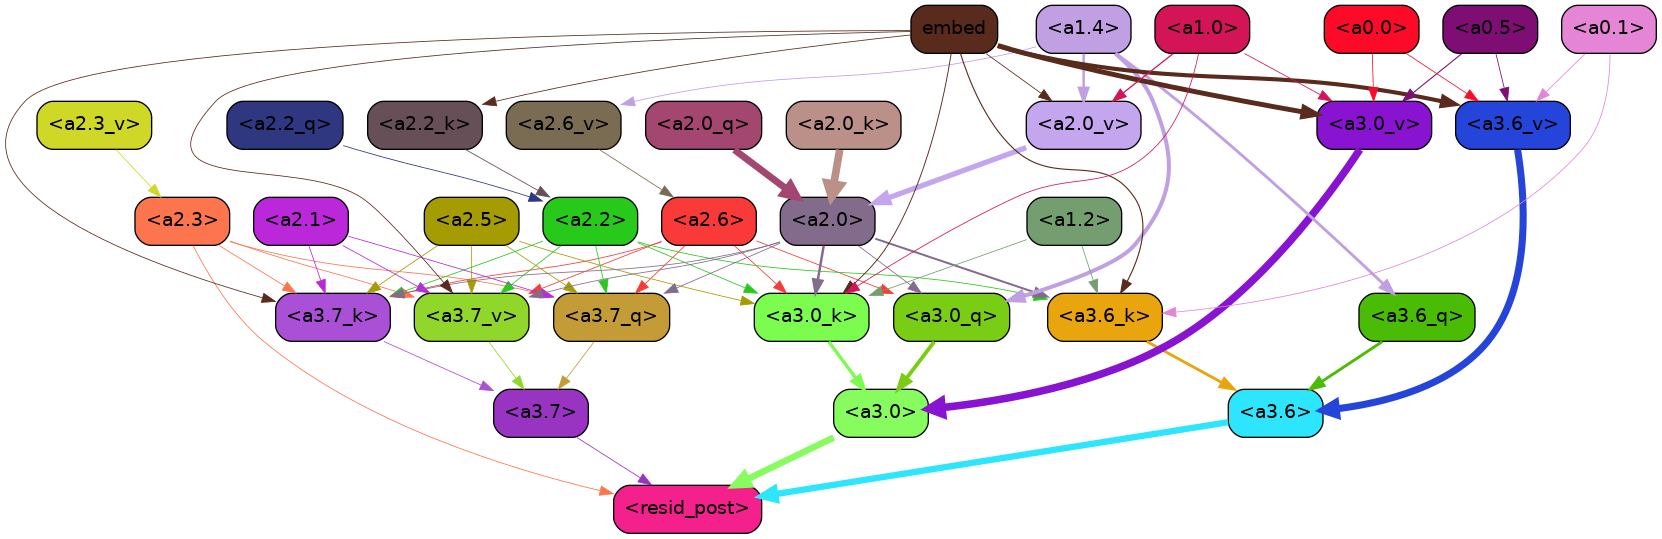 embed <a1.4> <a1.0> <a0.0> <a0.5> <a0.1>
<a2.3_v> <a2.2_q> <a2.2_k> <a2.6_v> <a2.0_q> <a2.0_k> <a2.0_v> <a3.0_v> <a3.6_v>
<a2.3> <a2.1> <a2.5> <a2.2> <a2.6> <a2.0> <a1.2>
<a3.7_k> <a3.7_v> <a3.7_q> <a3.0_k> <a3.0_q> <a3.6_k> <a3.6_q>
<a3.7> <a3.0> <a3.6>
<resid_post>